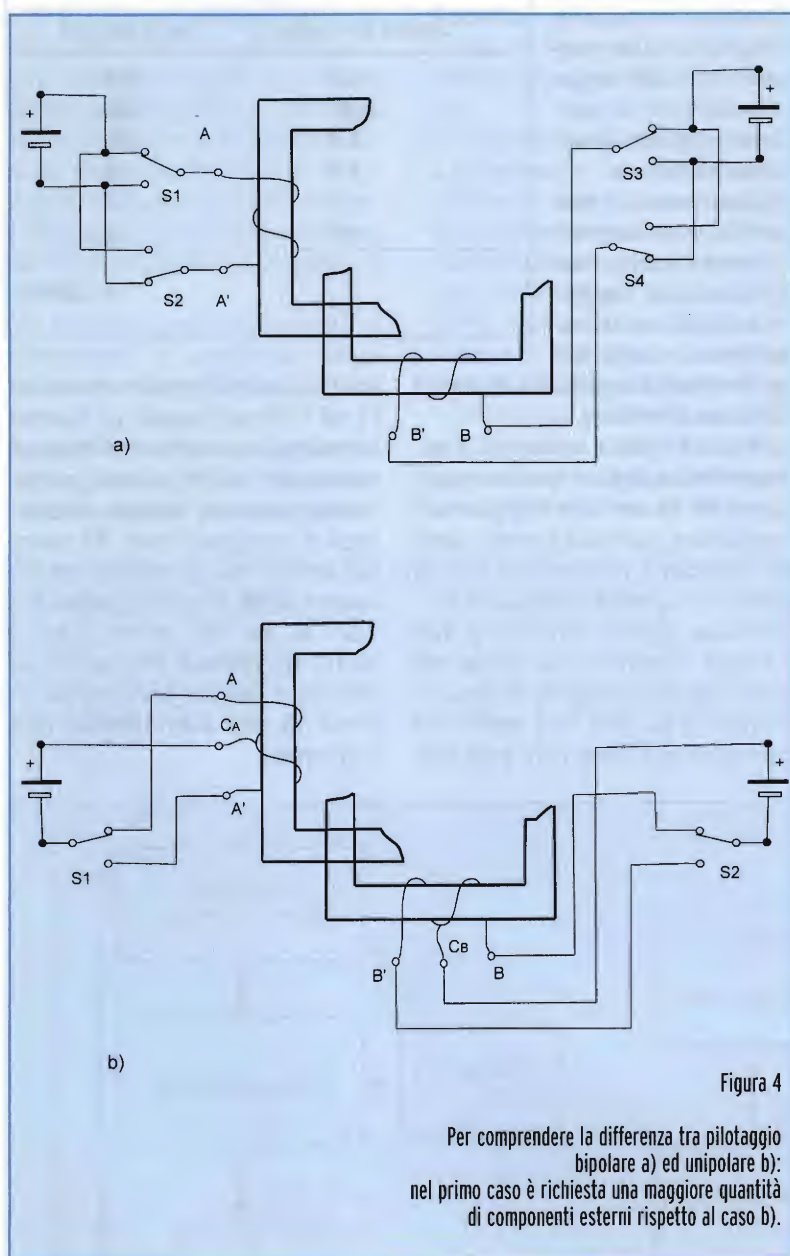 +
A
S1
S2
A'
+
S3
S4
B'
B
a)
A
CA
+
A'
S1
+
S2
CB
B'
B
b)
Figura 4
Per comprendere la differenza tra pilotaggio
bipolare a) ed unipolare b):
nel primo caso è richiesta una maggiore quantità
di componenti esterni rispetto al caso b).